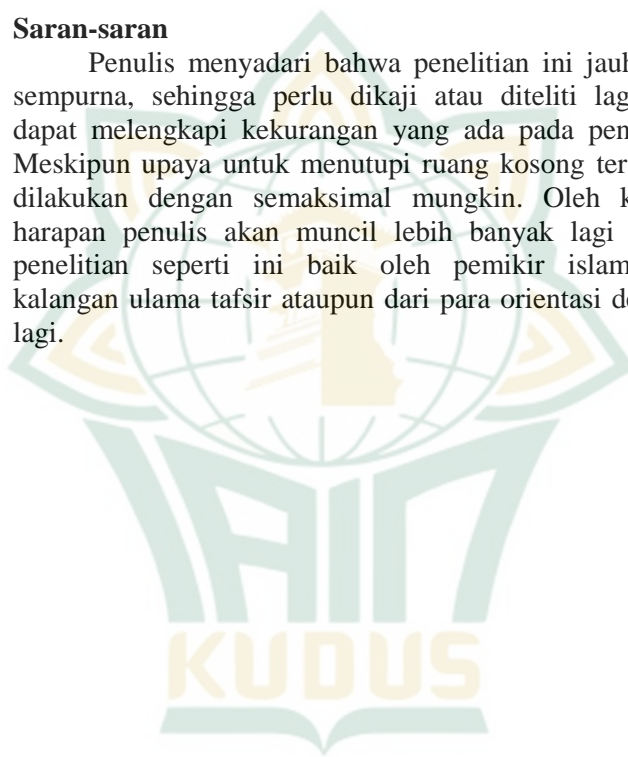 Saran-saran
Penulis menyadari bahwa penelitian ini jauh
sempurna, sehingga perlu dikaji atau diteliti lag
dapat melengkapi kekurangan yang ada pada pen
Meskipun upaya untuk menutupi ruang kosong ter
dilakukan dengan semaksimal mungkin. Oleh k
harapan penulis akan muncil lebih banyak lagi
penelitian seperti ini baik oleh pemikir islam
kalangan ulama tafsir ataupun dari para orientasi de
lagi.
IAIN
KUDUS